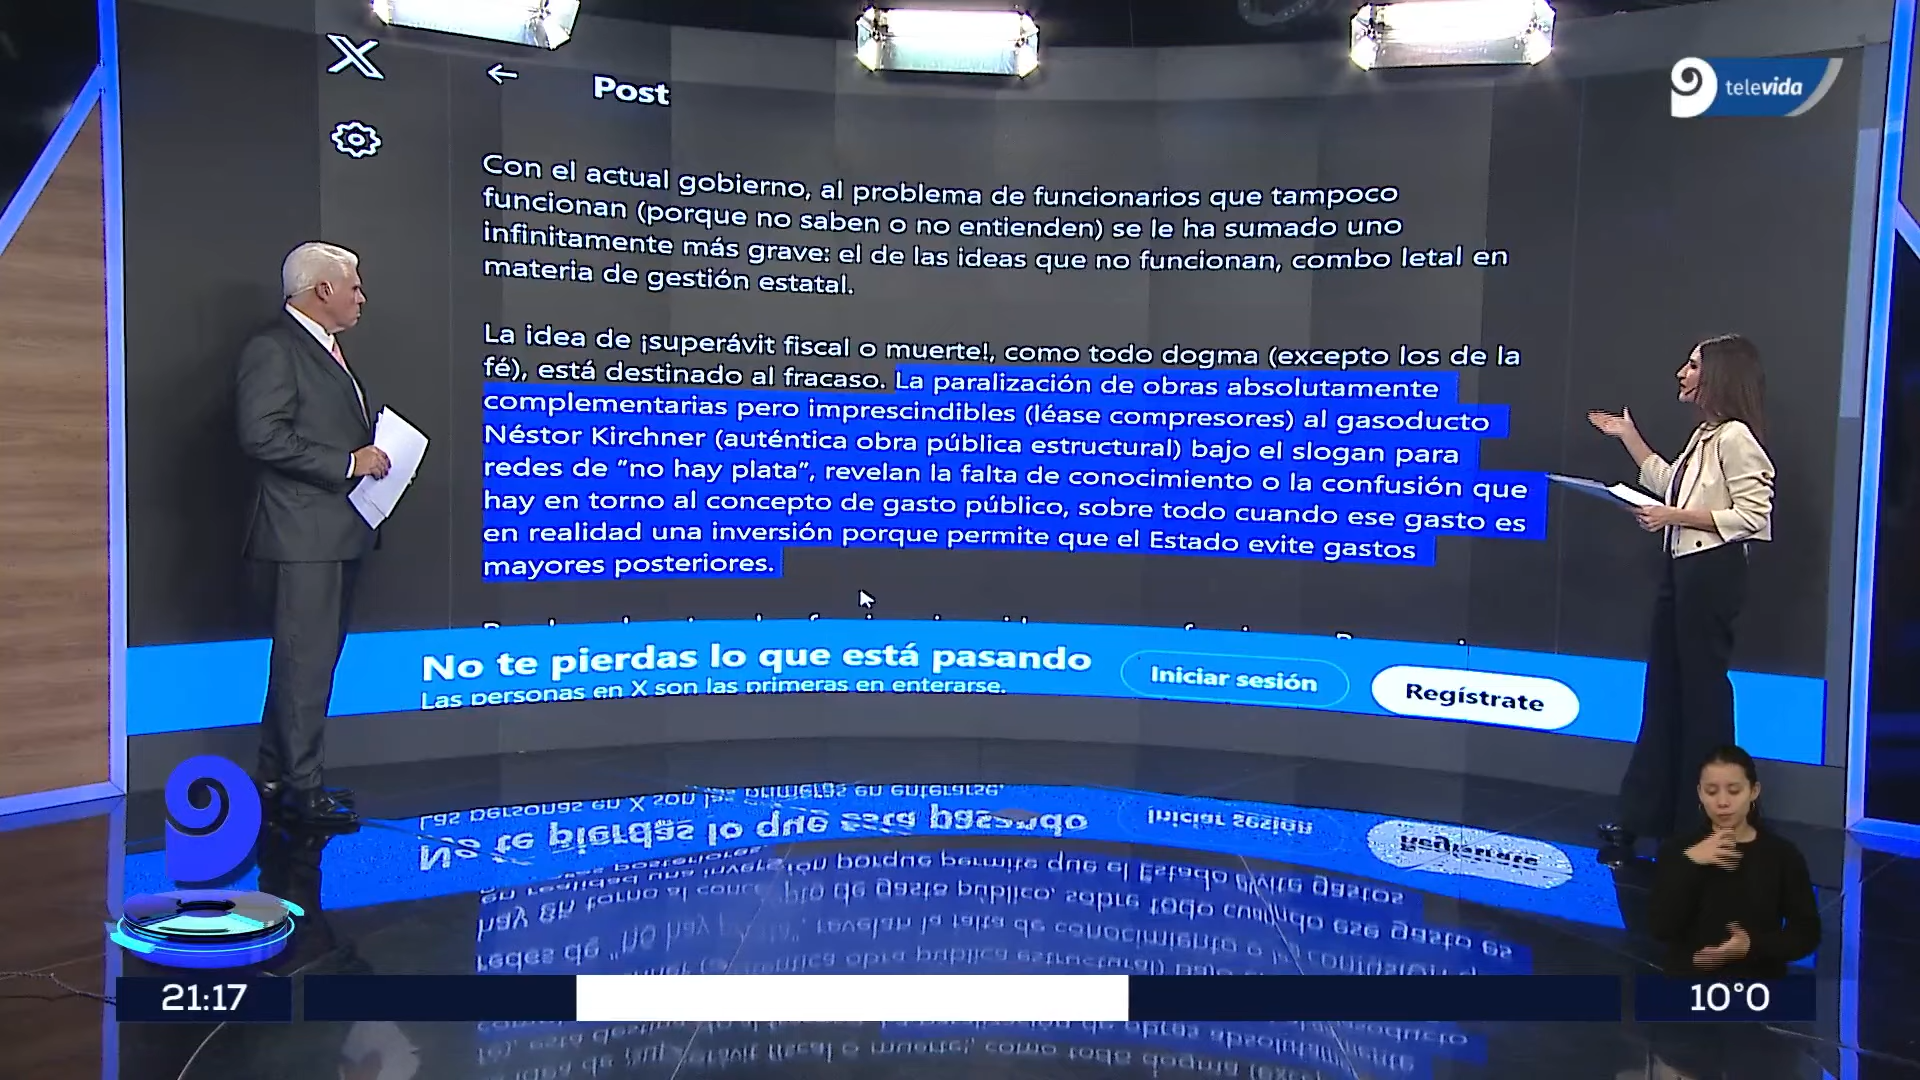 Post
televida
Con el actual gobierno, al problema de funcionarios que tampoco
funcionan (porque no saben o no entienden) se le ha sumado uno
infinitamente más grave: el de las ideas que no funcionan, combo letal en
materia de gestión estatal.
La idea de ¡superávit fiscal o muerte!, como todo dogma (excepto los de la
fé), está destinado al fracaso. La paralización de obras absolutamente
complementarias pero imprescindibles (léase compresores) al gasoducto
Néstor Kirchner (auténtica obra pública estructural) bajo el slogan para
redes de “no hay plata”, revelan la falta de conocimiento o la confusión que
hay en torno al concepto de gasto público, sobre todo cuando ese gasto es
en realidad una inversión porque permite que el Estado evite gastos
mayores posteriores.
No te pierdas lo que está pasando
Las personas en X son las primeras en enterarse.
Iniciar sesión
Regístrate
21:17
10°0